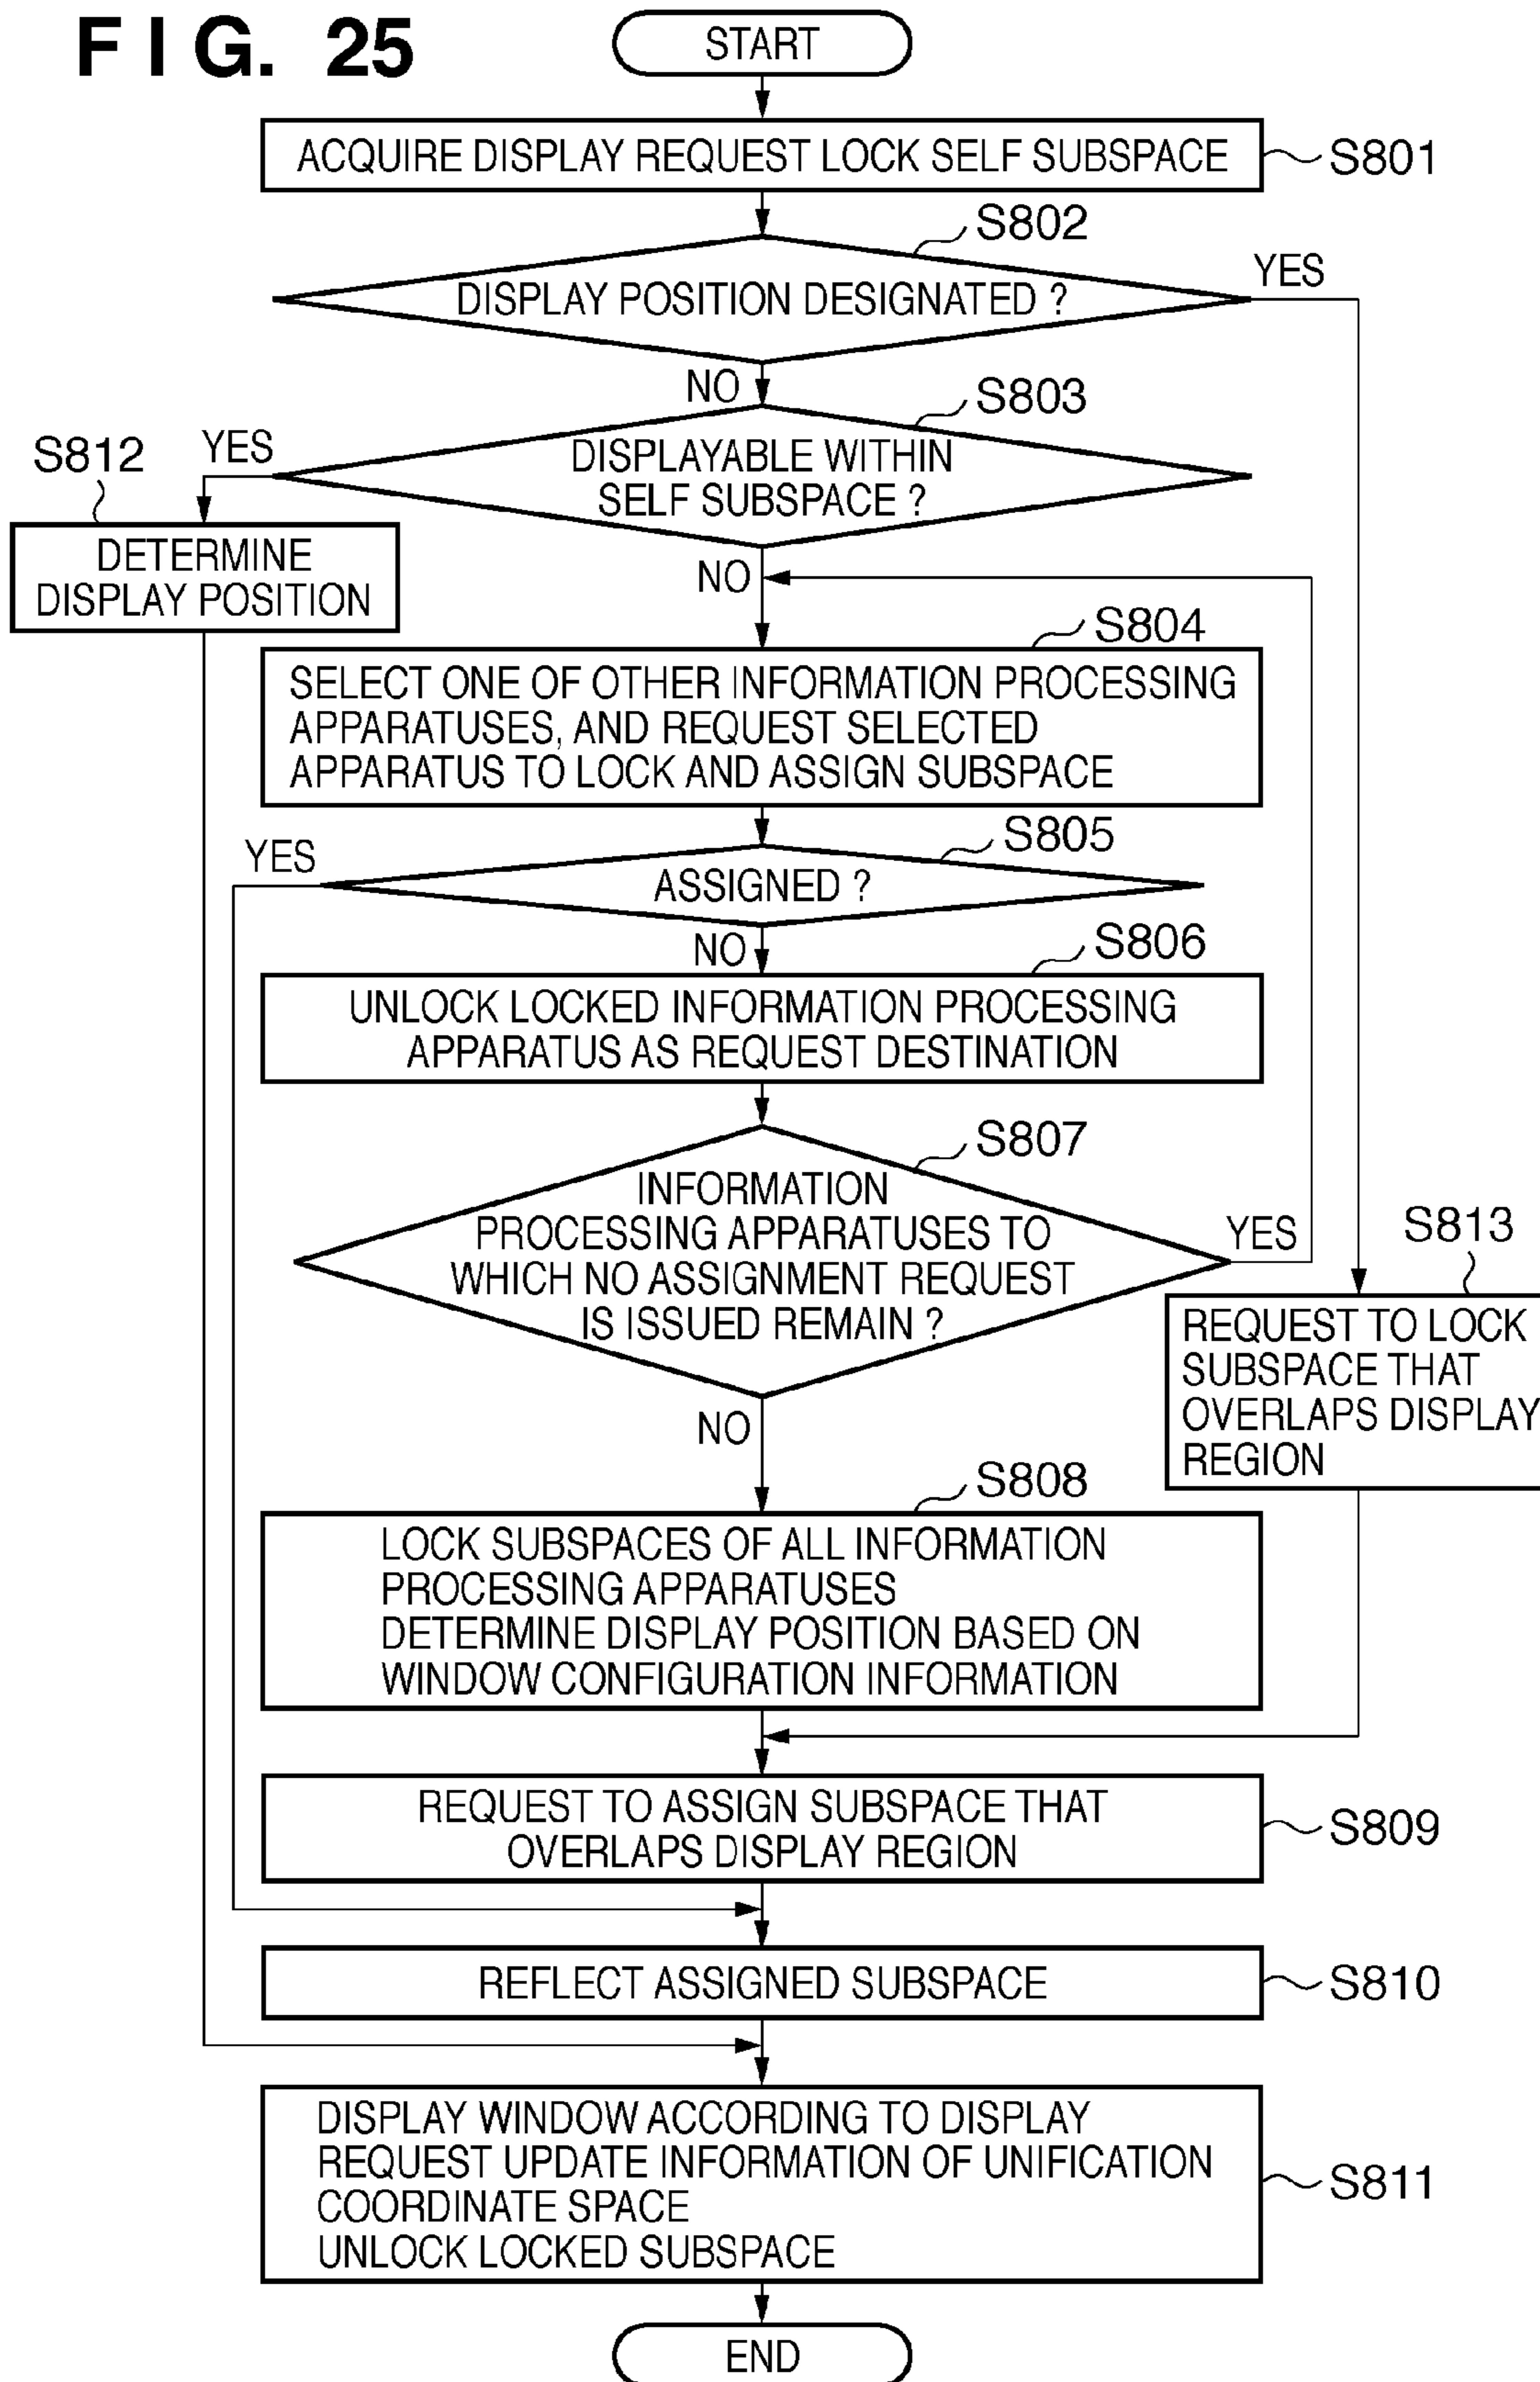 FIG. 25
START
ACQUIRE DISPLAY REQUEST LOCK SELF SUBSPACE
S801
S802
YES
DISPLAY POSITION DESIGNATED ?
NO
S803
S812
YES
DISPLAYABLE WITHIN
SELF SUBSPACE ?
DETERMINE
DISPLAY POSITION
NO
S804
SELECT ONE OF OTHER INFORMATION PROCESSING
APPARATUSES, AND REQUEST SELECTED
APPARATUS TO LOCK AND ASSIGN SUBSPACE
S805
YES
ASSIGNED ?
NO
S806
UNLOCK LOCKED INFORMATION PROCESSING
APPARATUS AS REQUEST DESTINATION
S807
INFORMATION
PROCESSING APPARATUSES TO
WHICH NO ASSIGNMENT REQUEST
IS ISSUED REMAIN ?
YES
S813
REQUEST TO LOCK
SUBSPACE THAT
OVERLAPS DISPLAY
REGION
NO
S808
LOCK SUBSPACES OF ALL INFORMATION
PROCESSING APPARATUSES
DETERMINE DISPLAY POSITION BASED ON
WINDOW CONFIGURATION INFORMATION
REQUEST TO ASSIGN SUBSPACE THAT
OVERLAPS DISPLAY REGION
S809
REFLECT ASSIGNED SUBSPACE
S810
DISPLAY WINDOW ACCORDING TO DISPLAY
REQUEST UPDATE INFORMATION OF UNIFICATION
COORDINATE SPACE
UNLOCK LOCKED SUBSPACE
S811
END